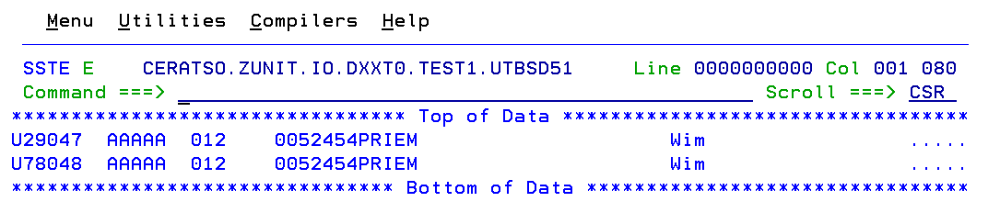 Menu  Utilities  Compilers  Help
SSTE E    CERATSO.ZUNIT.IO.DXXT0.TEST1.UTBSD51     Line 0000000000 Col 001 080
Command ===>                                                   Scroll ===> CSR
********************************* Top of Data **********************************
U29047  AAAAA  012    0052454PRIEM                     Wim                 .....
U78048  AAAAA  012    0052454PRIEM                     Wim                 .....
******************************** Bottom of Data ********************************